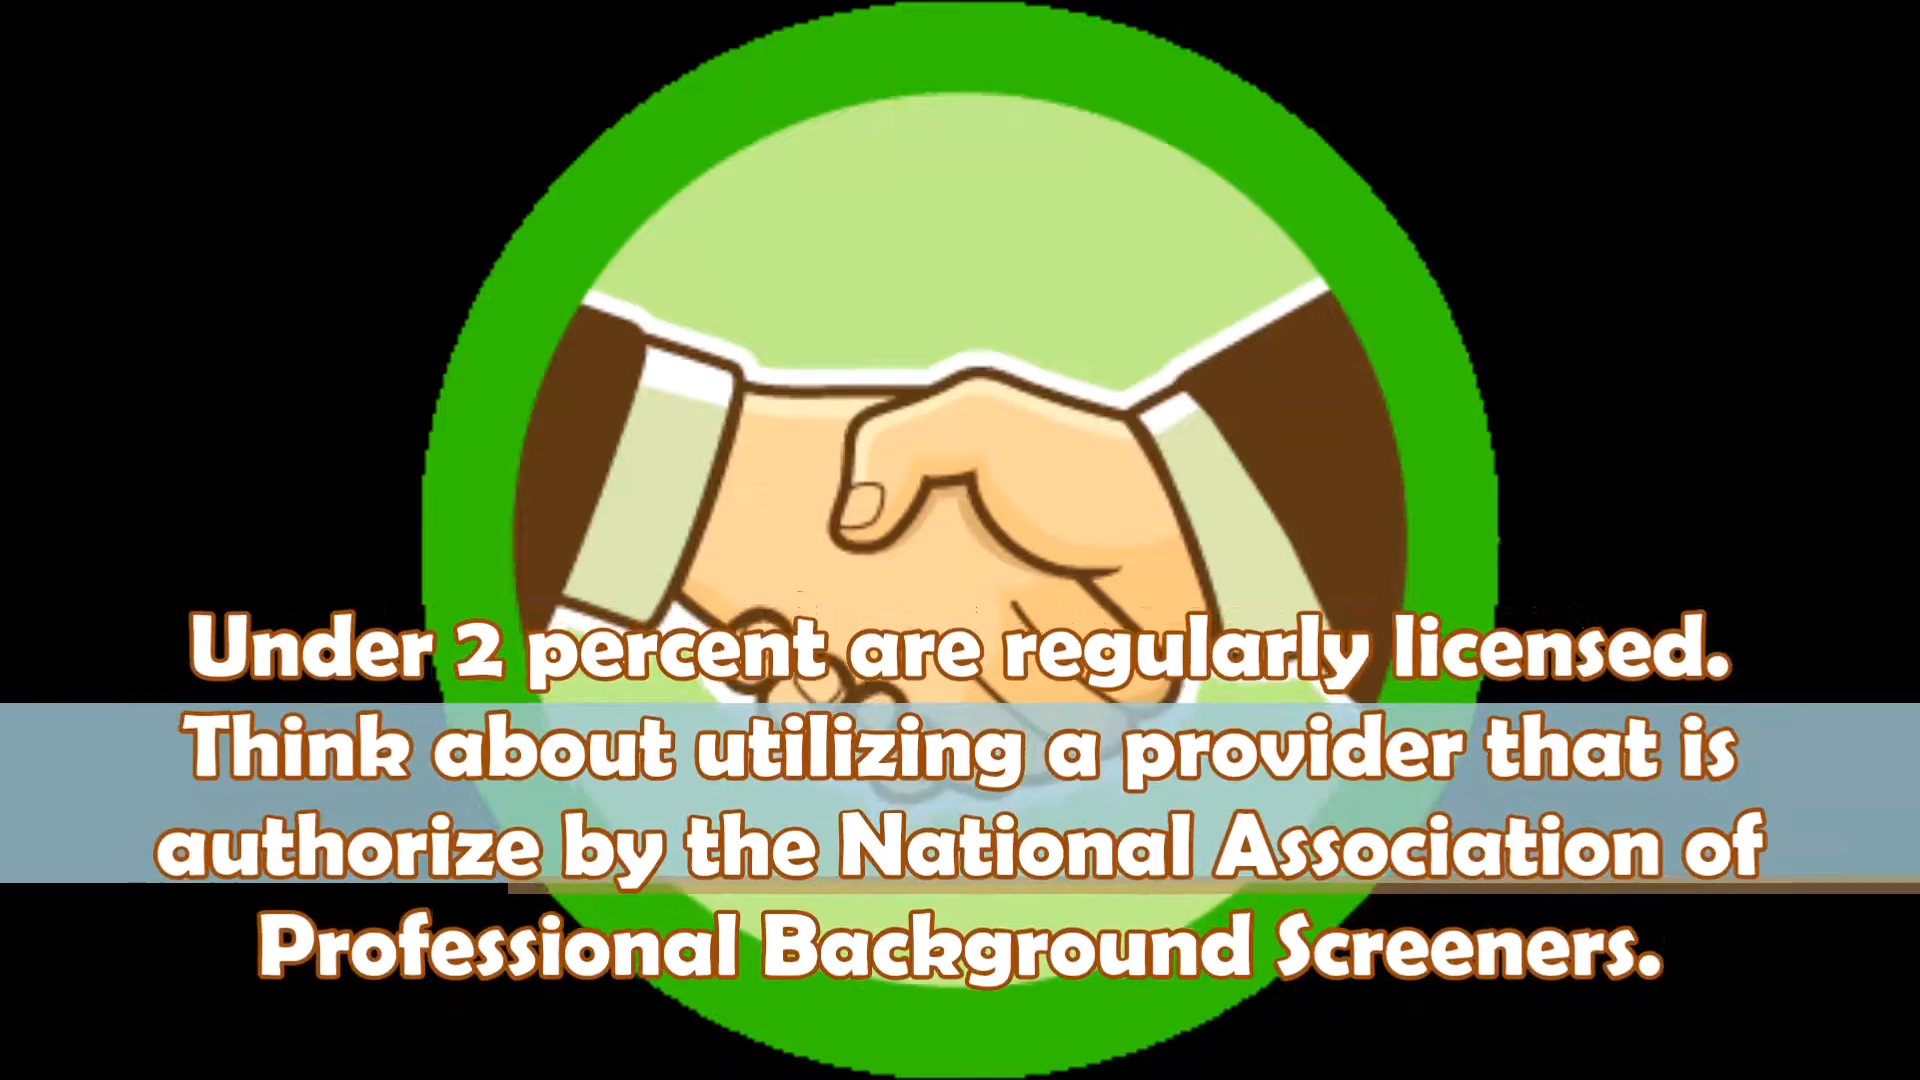 Under 2 percent are regularly licensed.
Think about utilizing a provider that is
authorize by the National Association of
Professional Background Screeners.